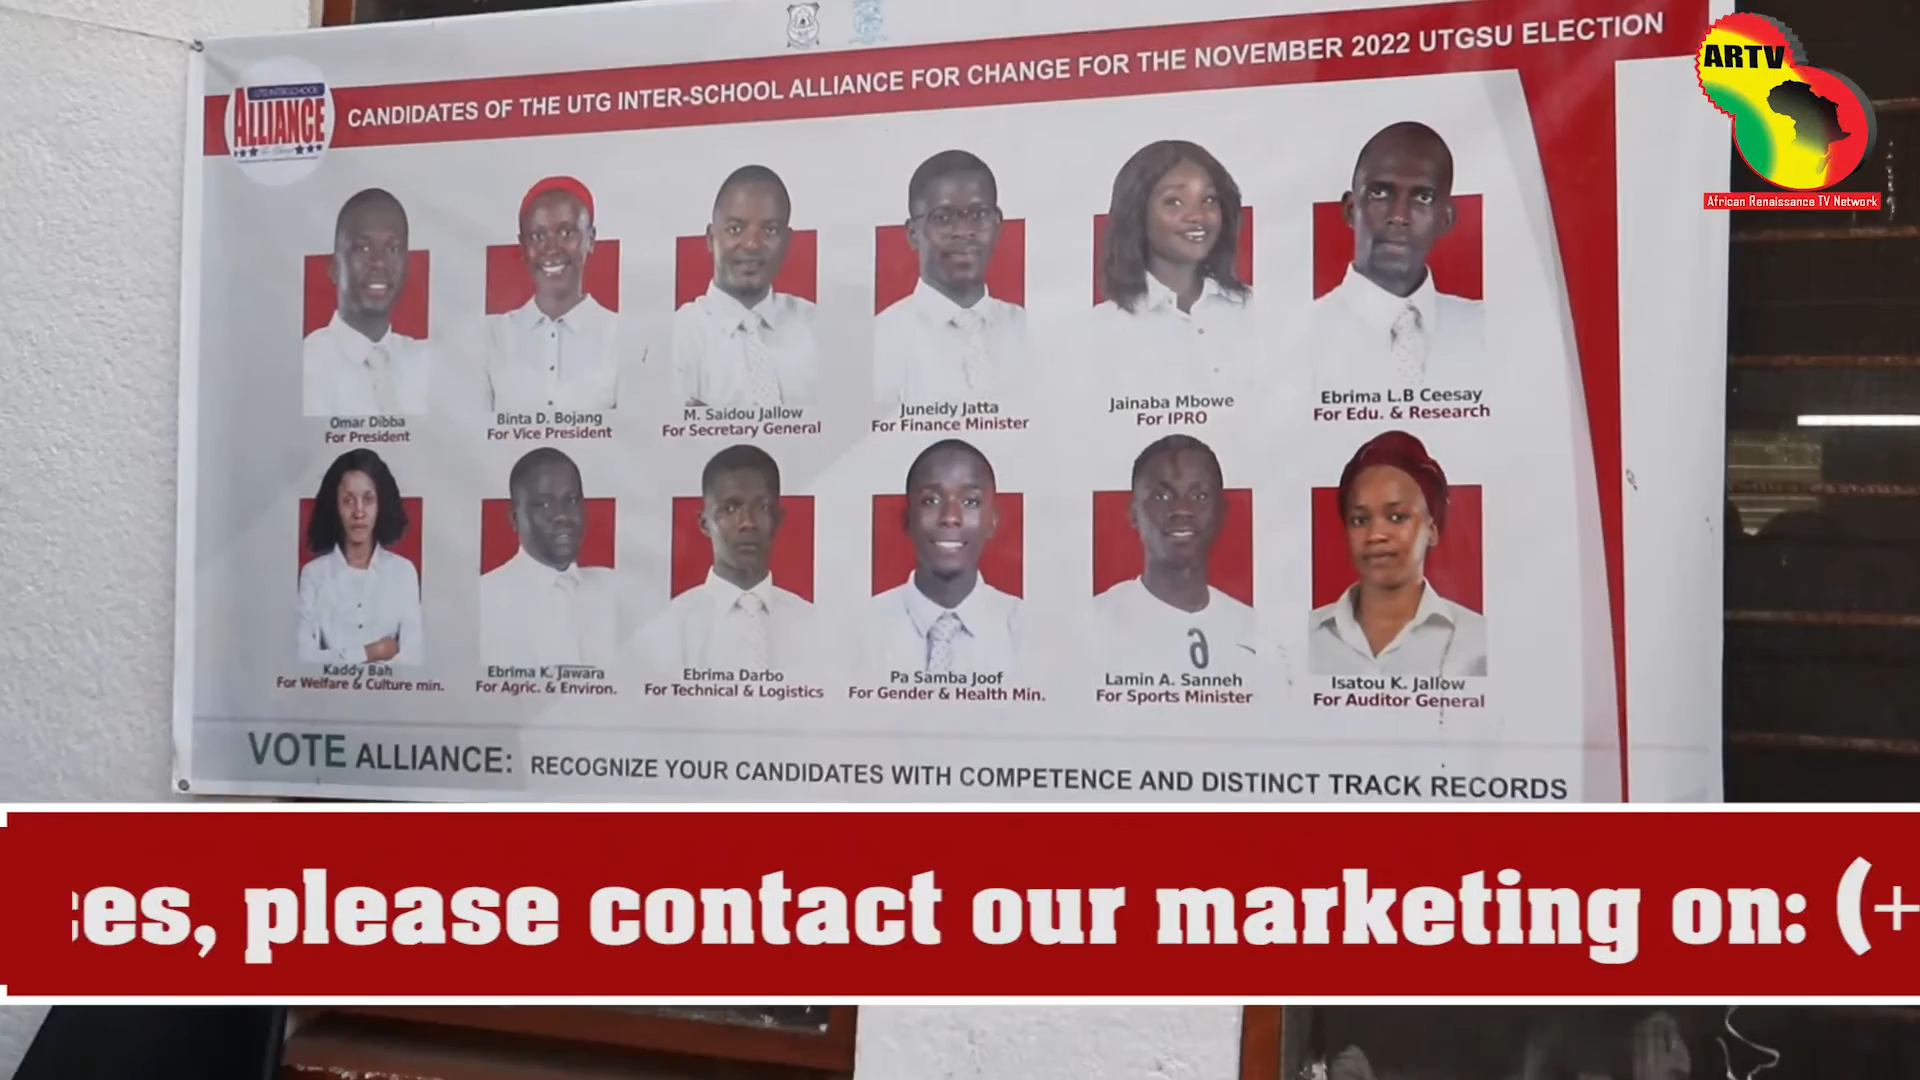 CANDIDATES OF THE UTG INTER-SCHOOL ALLIANCE FOR CHANGE FOR THE NOVEMBER 2022 UTGSU ELECTION
UTG INTER-SCHOOL
ALLIANCE
ARTV
African Renaissance TV Network
Omar Dibba
For President
Binta D. Bojang
For Vice President
M. Saidou Jallow
For Secretary General
Juneidy Jatta
For Finance Minister
Jainaba Mbowe
For IPRO
Ebrima L.B Ceesay
For Edu. & Research
Kaddy Bah
For Welfare & Culture min.
Ebrima K. Jawara
For Agric. & Environ.
Ebrima Darbo
For Technical & Logistics
Pa Samba Joof
For Gender & Health Min.
6
Lamin A. Sanneh
For Sports Minister
Isatou K. Jallow
For Auditor General
VOTE ALLIANCE: RECOGNIZE YOUR CANDIDATES WITH COMPETENCE AND DISTINCT TRACK RECORDS
es, please contact our marketing on: (+